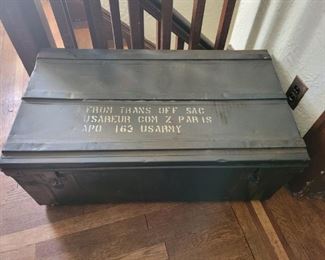 FROM TRANS OFF SAC
USAREUR COM Z PARIS
APO 163 USARMY